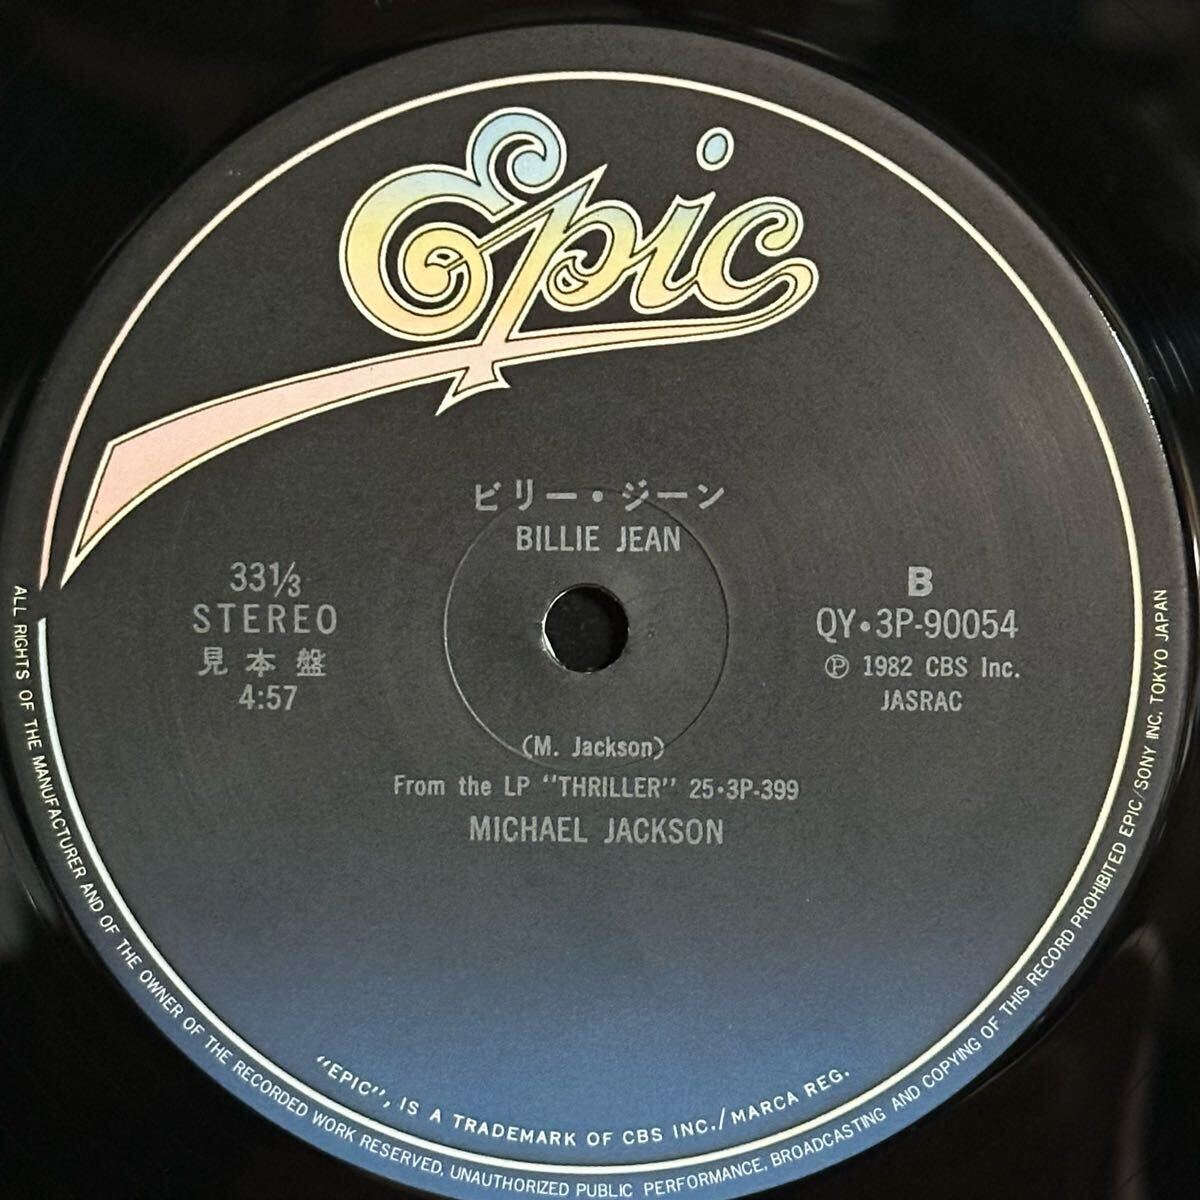 Epic
ビリー・ジーン
BILLIE JEAN
33⅓
STEREO
見本盤
4:57
B
QY・3P-90054
℗ 1982 CBS Inc.
JASRAC
(M. Jackson)
From the LP "THRILLER" 25・3P-399
MICHAEL JACKSON
"EPIC", IS A TRADEMARK OF CBS INC./MARCA REG.
ALL RIGHTS OF THE MANUFACTURER AND OF THE OWNER OF THE RECORDED WORK RESERVED. UNAUTHORIZED PUBLIC PERFORMANCE, BROADCASTING AND COPYING OF THIS RECORD PROHIBITED EPIC/SONY INC. TOKYO JAPAN